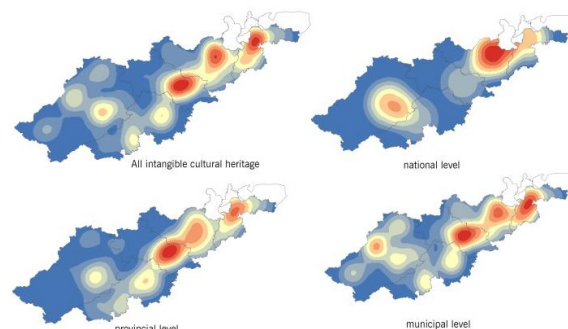 All intangible cultural heritage
national level
provincial level
municipal level